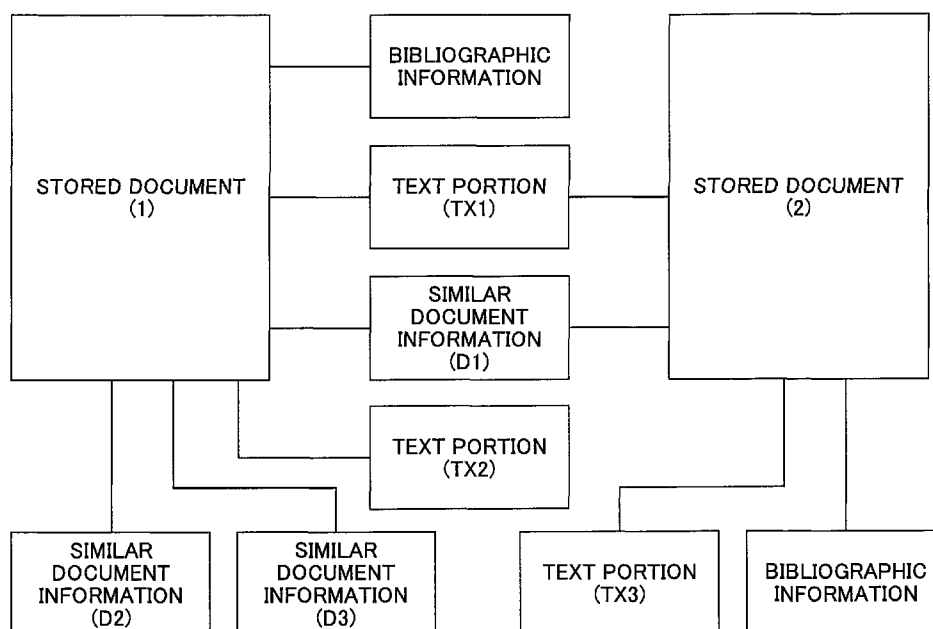 BIBLIOGRAPHIC
INFORMATION
STORED DOCUMENT
(1)
TEXT PORTION
(TX1)
STORED DOCUMENT
(2)
SIMILAR
DOCUMENT
INFORMATION
(D1)
TEXT PORTION
(TX2)
SIMILAR
DOCUMENT
INFORMATION
(D2)
SIMILAR
DOCUMENT
INFORMATION
(D3)
TEXT PORTION
(TX3)
BIBLIOGRAPHIC
INFORMATION